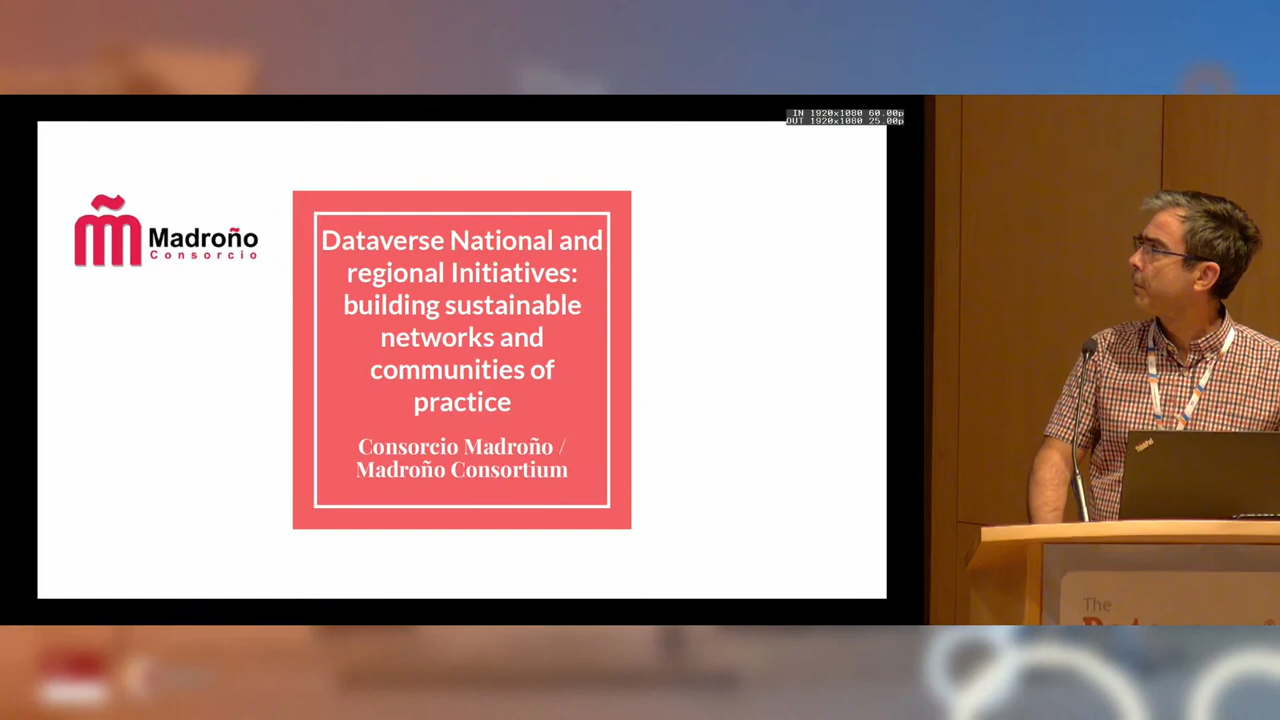 IN 1920x1080 60.00p
OUT 1920x1080 25.00p
Madroño
Consorcio
Dataverse National and
regional Initiatives:
building sustainable
networks and
communities of
practice
Consorcio Madroño /
Madroño Consortium
ThinkPad
The